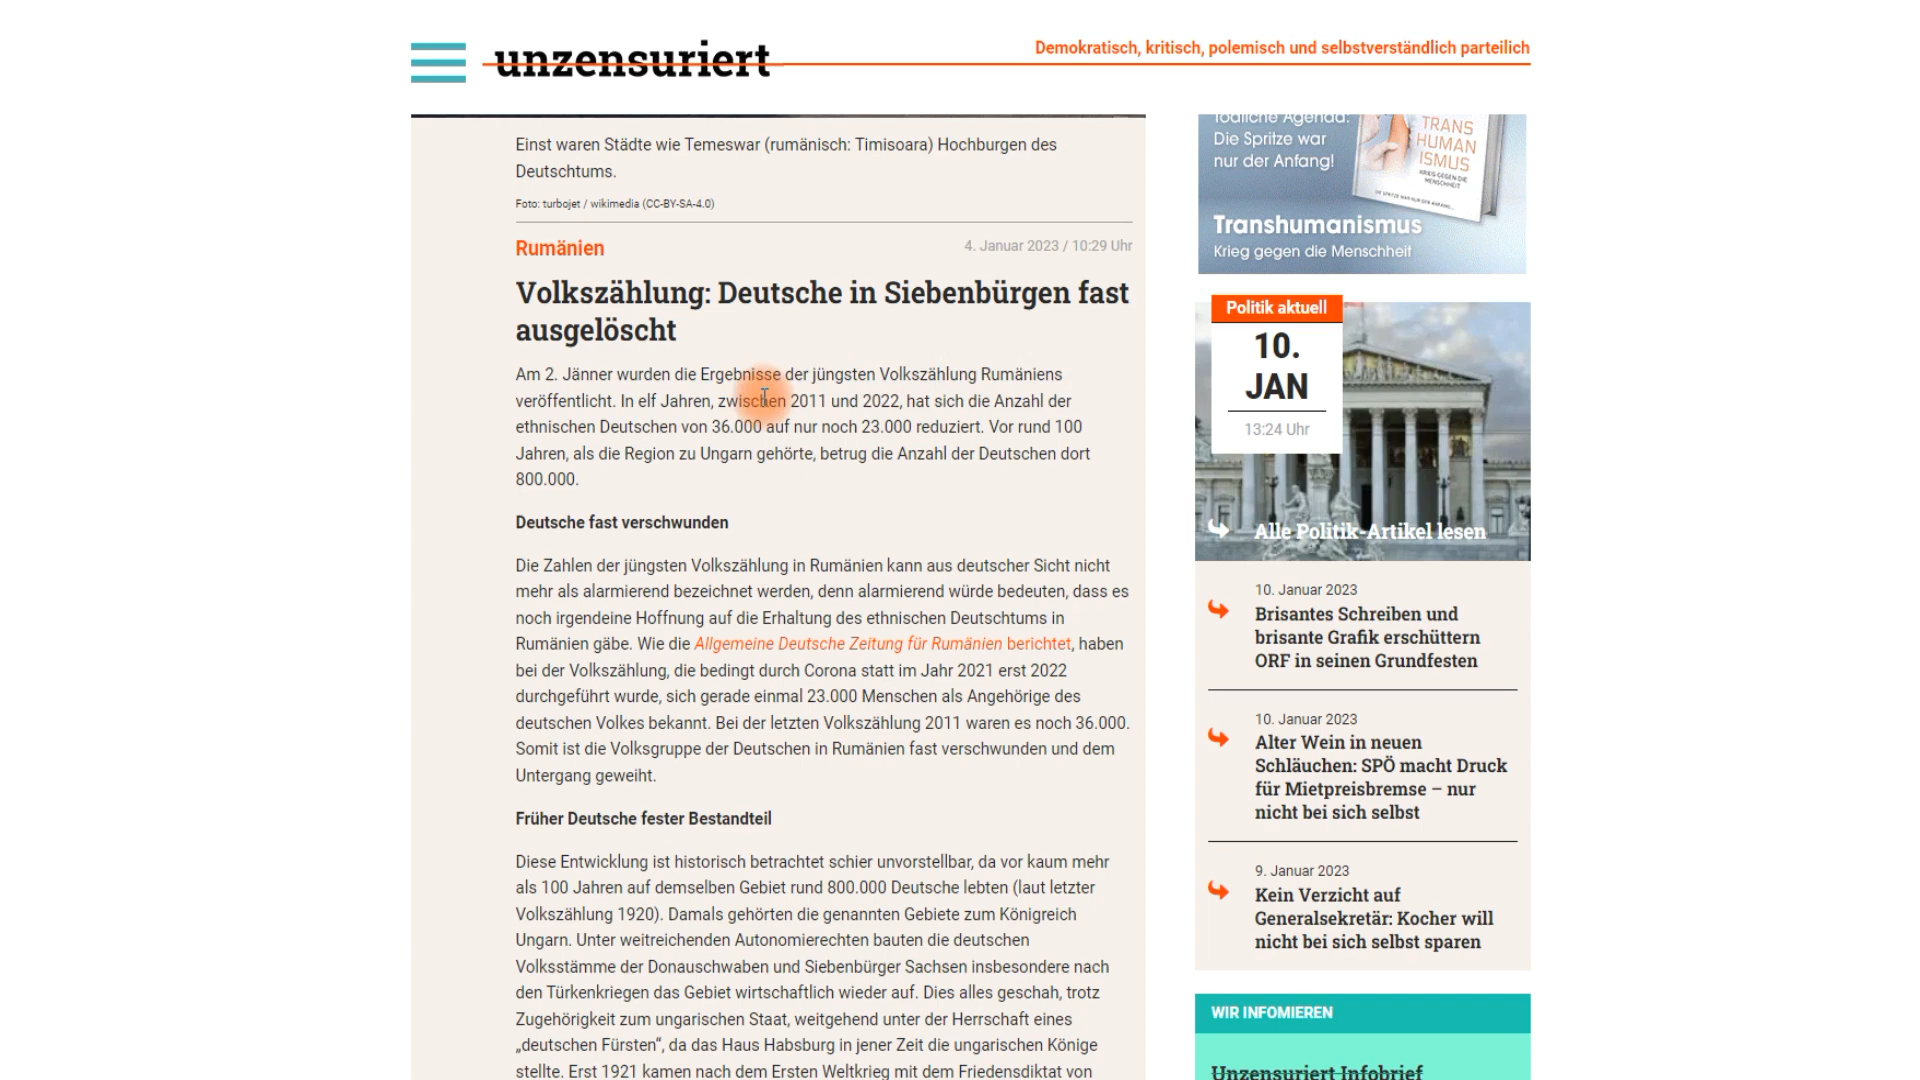 unzensuriert
Demokratisch, kritisch, polemisch und selbstverständlich parteilich
Einst waren Städte wie Temeswar (rumänisch: Timisoara) Hochburgen des
Deutschtums.
Foto: turbojet / wikimedia (CC-BY-SA-4.0)
Rumänien
4. Januar 2023 / 10:29 Uhr
Volkszählung: Deutsche in Siebenbürgen fast
ausgelöscht
Am 2. Jänner wurden die Ergebnisse der jüngsten Volkszählung Rumäniens
veröffentlicht. In elf Jahren, zwischen 2011 und 2022, hat sich die Anzahl der
ethnischen Deutschen von 36.000 auf nur noch 23.000 reduziert. Vor rund 100
Jahren, als die Region zu Ungarn gehörte, betrug die Anzahl der Deutschen dort
800.000.
Deutsche fast verschwunden
Die Zahlen der jüngsten Volkszählung in Rumänien kann aus deutscher Sicht nicht
mehr als alarmierend bezeichnet werden, denn alarmierend würde bedeuten, dass es
noch irgendeine Hoffnung auf die Erhaltung des ethnischen Deutschtums in
Rumänien gäbe. Wie die Allgemeine Deutsche Zeitung für Rumänien berichtet, haben
bei der Volkszählung, die bedingt durch Corona statt im Jahr 2021 erst 2022
durchgeführt wurde, sich gerade einmal 23.000 Menschen als Angehörige des
deutschen Volkes bekannt. Bei der letzten Volkszählung 2011 waren es noch 36.000.
Somit ist die Volksgruppe der Deutschen in Rumänien fast verschwunden und dem
Untergang geweiht.
Früher Deutsche fester Bestandteil
Diese Entwicklung ist historisch betrachtet schier unvorstellbar, da vor kaum mehr
als 100 Jahren auf demselben Gebiet rund 800.000 Deutsche lebten (laut letzter
Volkszählung 1920). Damals gehörten die genannten Gebiete zum Königreich
Ungarn. Unter weitreichenden Autonomierechten bauten die deutschen
Volksstämme der Donauschwaben und Siebenbürger Sachsen insbesondere nach
den Türkenkriegen das Gebiet wirtschaftlich wieder auf. Dies alles geschah, trotz
Zugehörigkeit zum ungarischen Staat, weitgehend unter der Herrschaft eines
„deutschen Fürsten“, da das Haus Habsburg in jener Zeit die ungarischen Könige
stellte. Erst 1921 kamen nach dem Ersten Weltkrieg mit dem Friedensdiktat von
Tödliche Agenda:
Die Spritze war
nur der Anfang!
TRANS
HUMAN
ISMUS
KRIEG GEGEN DIE
MENSCHHEIT
DIE SPRITZE WAR NUR DER ANFANG...
Transhumanismus
Krieg gegen die Menschheit
Politik aktuell
10.
JAN
13:24 Uhr
Alle Politik-Artikel lesen
10. Januar 2023
Brisantes Schreiben und
brisante Grafik erschüttern
ORF in seinen Grundfesten
10. Januar 2023
Alter Wein in neuen
Schläuchen: SPÖ macht Druck
für Mietpreisbremse – nur
nicht bei sich selbst
9. Januar 2023
Kein Verzicht auf
Generalsekretär: Kocher will
nicht bei sich selbst sparen
WIR INFOMIEREN
Unzensuriert Infobrief